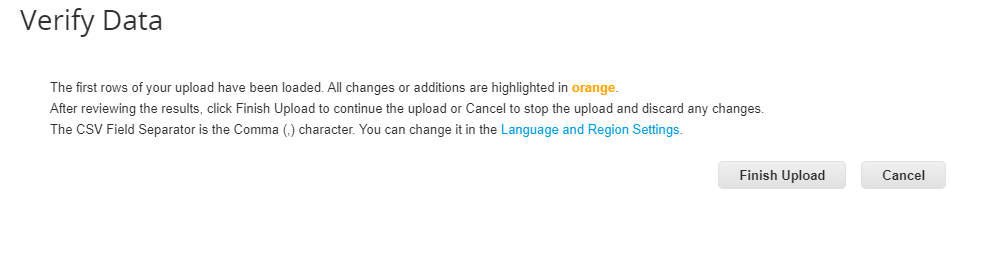 Verify Data
The first rows of your upload have been loaded. All changes or additions are highlighted in orange.
After reviewing the results, click Finish Upload to continue the upload or Cancel to stop the upload and discard any changes.
The CSV Field Separator is the Comma (,) character. You can change it in the Language and Region Settings.
Finish Upload Cancel